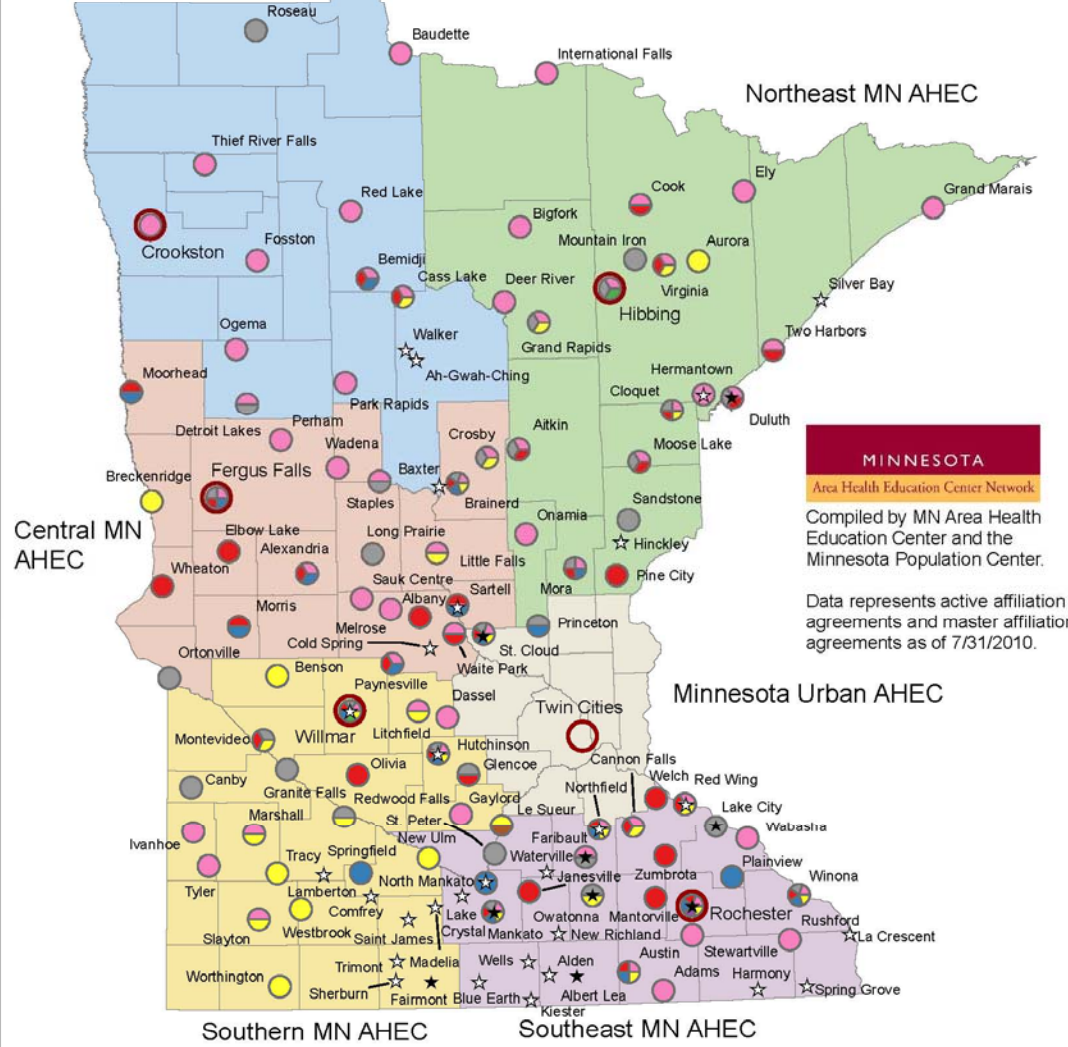 Roseau
Baudette
International Falls
Northeast MN AHEC
Thief River Falls
Ely
Cook
Red Lake
Grand Marais
Bigfork
Mountain Iron
Aurora
Fosston
Crookston
Bemidji
Cass Lake
Deer River
Virginia
Silver Bay
Hibbing
Ogema
Walker
Two Harbors
Grand Rapids
Ah-Gwah-Ching
Hermantown
Moorhead
Cloquet
Park Rapids
Duluth
Detroit Lakes
Perham
Aitkin
Wadena
Crosby
Moose Lake
MINNESOTA
Area Health Education Center Network
Fergus Falls
Baxter
Breckenridge
Staples
Brainerd
Sandstone
Onamia
Compiled by MN Area Health
Education Center and the
Minnesota Population Center.
Central MN
AHEC
Elbow Lake
Long Prairie
Alexandria
Hinckley
Little Falls
Wheaton
Pine City
Sauk Centre
Mora
Sartell
Albany
Data represents active affiliation
agreements and master affiliation
agreements as of 7/31/2010.
Morris
Melrose
Princeton
Cold Spring
St. Cloud
Ortonville
Waite Park
Benson
Paynesville
Minnesota Urban AHEC
Dassel
Twin Cities
Willmar
Litchfield
Montevideo
Hutchinson
Cannon Falls
Olivia
Glencoe
Canby
Welch
Red Wing
Northfield
Granite Falls
Redwood Falls
Gaylord
Le Sueur
Lake City
Marshall
St. Peter
Wabasha
Ivanhoe
New Ulm
Faribault
Tracy
Springfield
Waterville
Plainview
Janesville
Zumbrota
Tyler
Lamberton
North Mankato
Winona
Comfrey
Lake
Crystal
Owatonna
Mantorville
Rochester
Rushford
Westbrook
Slayton
Saint James
Mankato
New Richland
La Crescent
Stewartville
Trimont
Madelia
Wells
Alden
Austin
Adams
Harmony
Worthington
Sherburn
Fairmont
Blue Earth
Albert Lea
Spring Grove
Kiester
Southern MN AHEC
Southeast MN AHEC